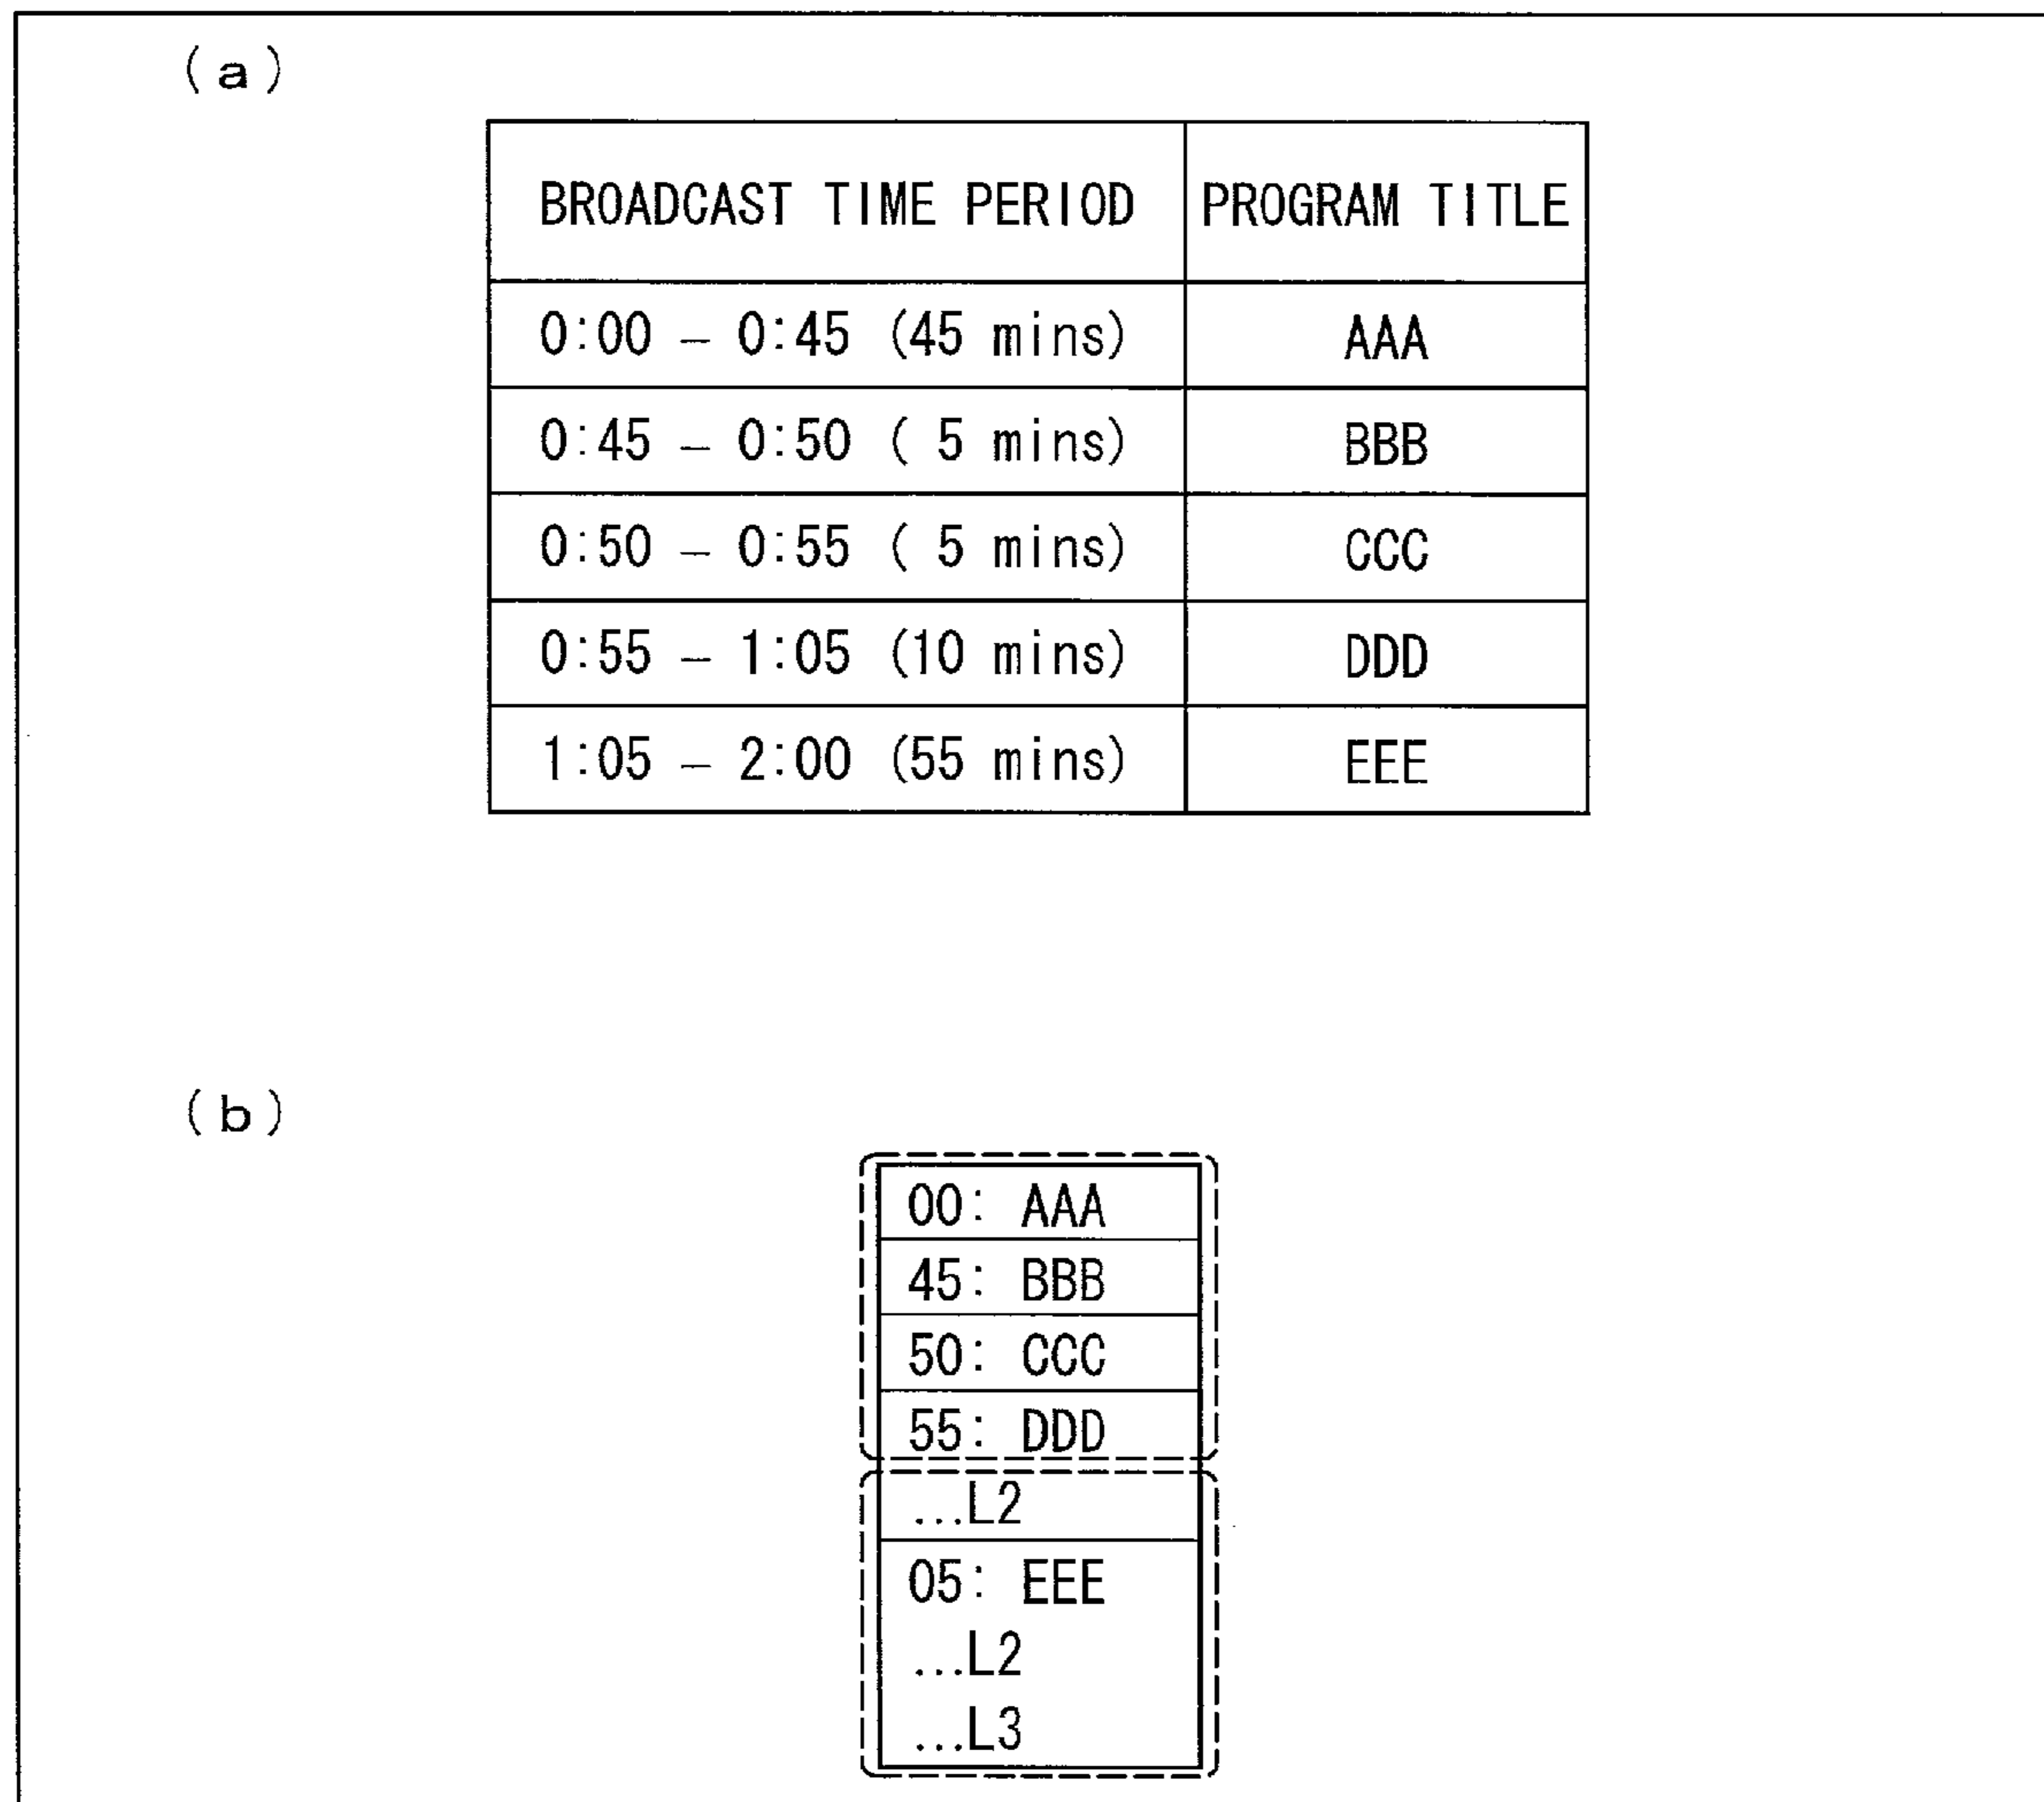 (a)
BROADCAST TIME PERIOD PROGRAM TITLE
0:00 – 0:45 (45 mins) AAA
0:45 – 0:50 ( 5 mins) BBB
0:50 – 0:55 ( 5 mins) CCC
0:55 – 1:05 (10 mins) DDD
1:05 – 2:00 (55 mins) EEE
(b)
00: AAA
45: BBB
50: CCC
55: DDD
...L2
05: EEE
...L2
...L3